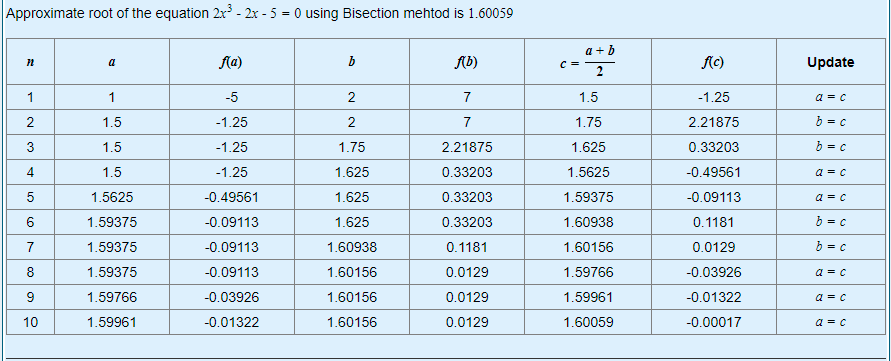 Approximate root of the equation 2x³ - 2x - 5 = 0 using Bisection mehtod is 1.60059
n a f(a) b f(b) c = a + b / 2 f(c) Update
1 1 -5 2 7 1.5 -1.25 a = c
2 1.5 -1.25 2 7 1.75 2.21875 b = c
3 1.5 -1.25 1.75 2.21875 1.625 0.33203 b = c
4 1.5 -1.25 1.625 0.33203 1.5625 -0.49561 a = c
5 1.5625 -0.49561 1.625 0.33203 1.59375 -0.09113 a = c
6 1.59375 -0.09113 1.625 0.33203 1.60938 0.1181 b = c
7 1.59375 -0.09113 1.60938 0.1181 1.60156 0.0129 b = c
8 1.59375 -0.09113 1.60156 0.0129 1.59766 -0.03926 a = c
9 1.59766 -0.03926 1.60156 0.0129 1.59961 -0.01322 a = c
10 1.59961 -0.01322 1.60156 0.0129 1.60059 -0.00017 a = c